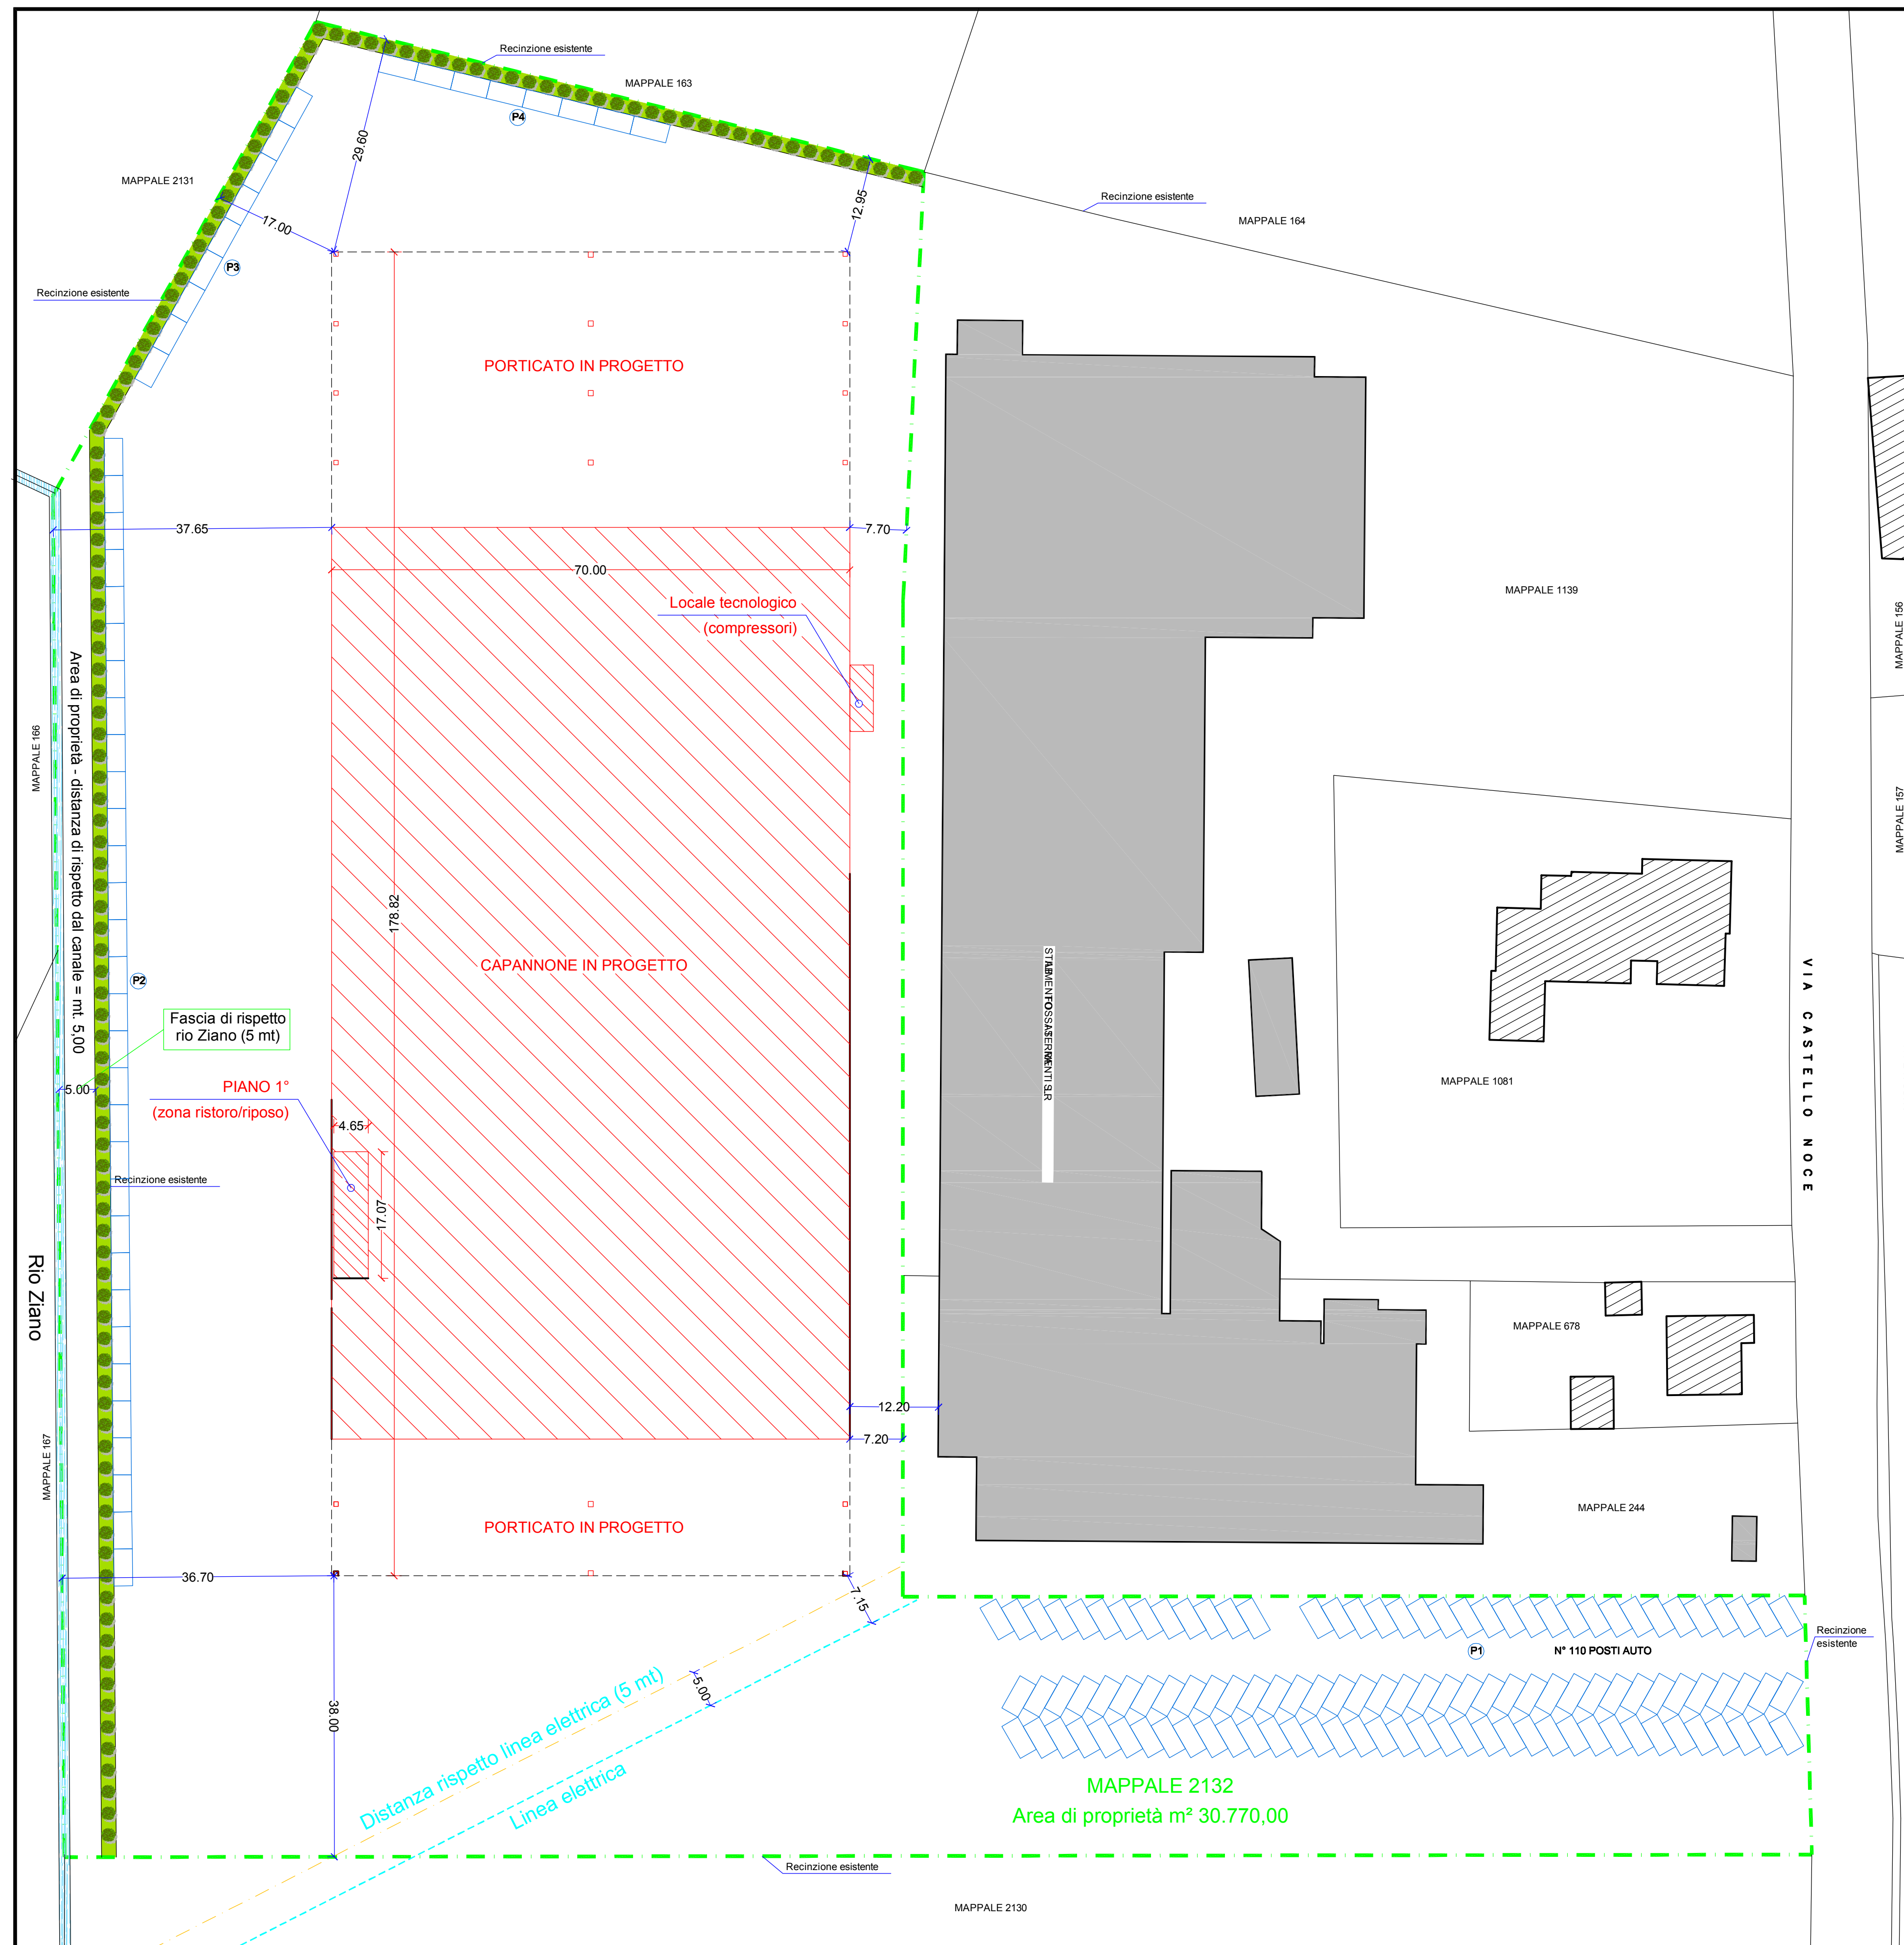 Recinzione esistente
MAPPALE 163
P4
29.60
MAPPALE 2131
12.95
Recinzione esistente
MAPPALE 164
17.00
P3
Recinzione esistente
PORTICATO IN PROGETTO
37.65
7.70
70.00
Locale tecnologico
(compressori)
MAPPALE 1139
MAPPALE 156
MAPPALE 157
MAPPALE 166
Area di proprietà - distanza di rispetto dal canale = mt. 5,00
178.82
CAPANNONE IN PROGETTO
P2
Fascia di rispetto
rio Ziano (5 mt)
5.00
PIANO 1°
(zona ristoro/riposo)
4.65
17.07
Recinzione esistente
VIA CASTELLO NOCE
MAPPALE 1081
Rio Ziano
MAPPALE 678
12.20
7.20
MAPPALE 167
MAPPALE 244
PORTICATO IN PROGETTO
36.70
7.15
Recinzione
esistente
P1
N° 110 POSTI AUTO
38.00
5.00
Distanza rispetto linea elettrica (5 mt)
Linea elettrica
MAPPALE 2132
Area di proprietà m² 30.770,00
Recinzione esistente
MAPPALE 2130